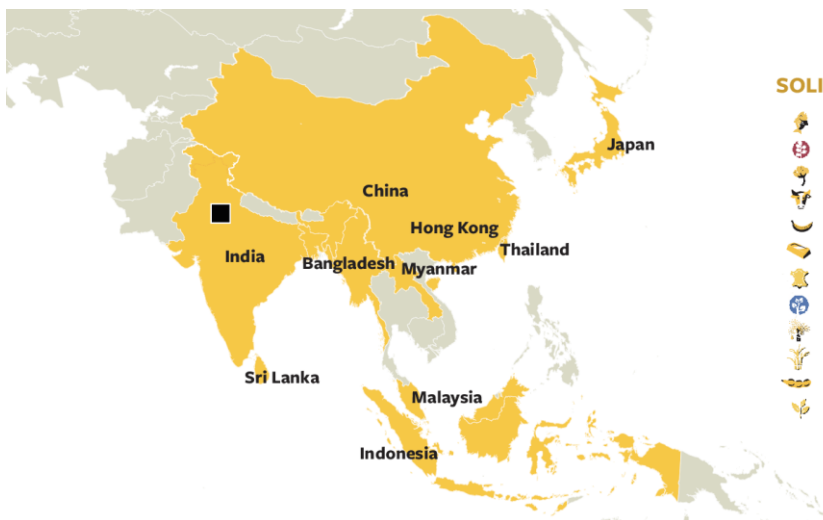 SOLI
Japan
China
Hong Kong
Thailand
India
Bangladesh
Myanmar
Sri Lanka
Malaysia
Indonesia